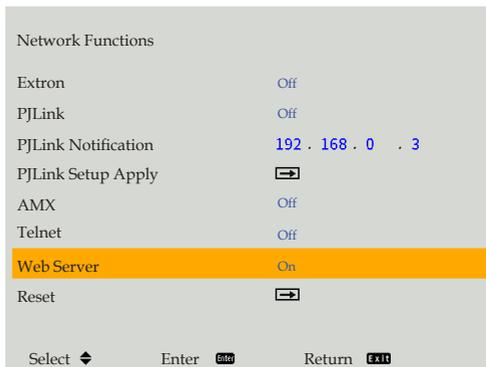 Network Functions
Extron Off
PJLink Off
PJLink Notification 192 . 168 . 0 . 3
PJLink Setup Apply
AMX Off
Telnet Off
Web Server On
Reset
Select Enter Enter Return Exit